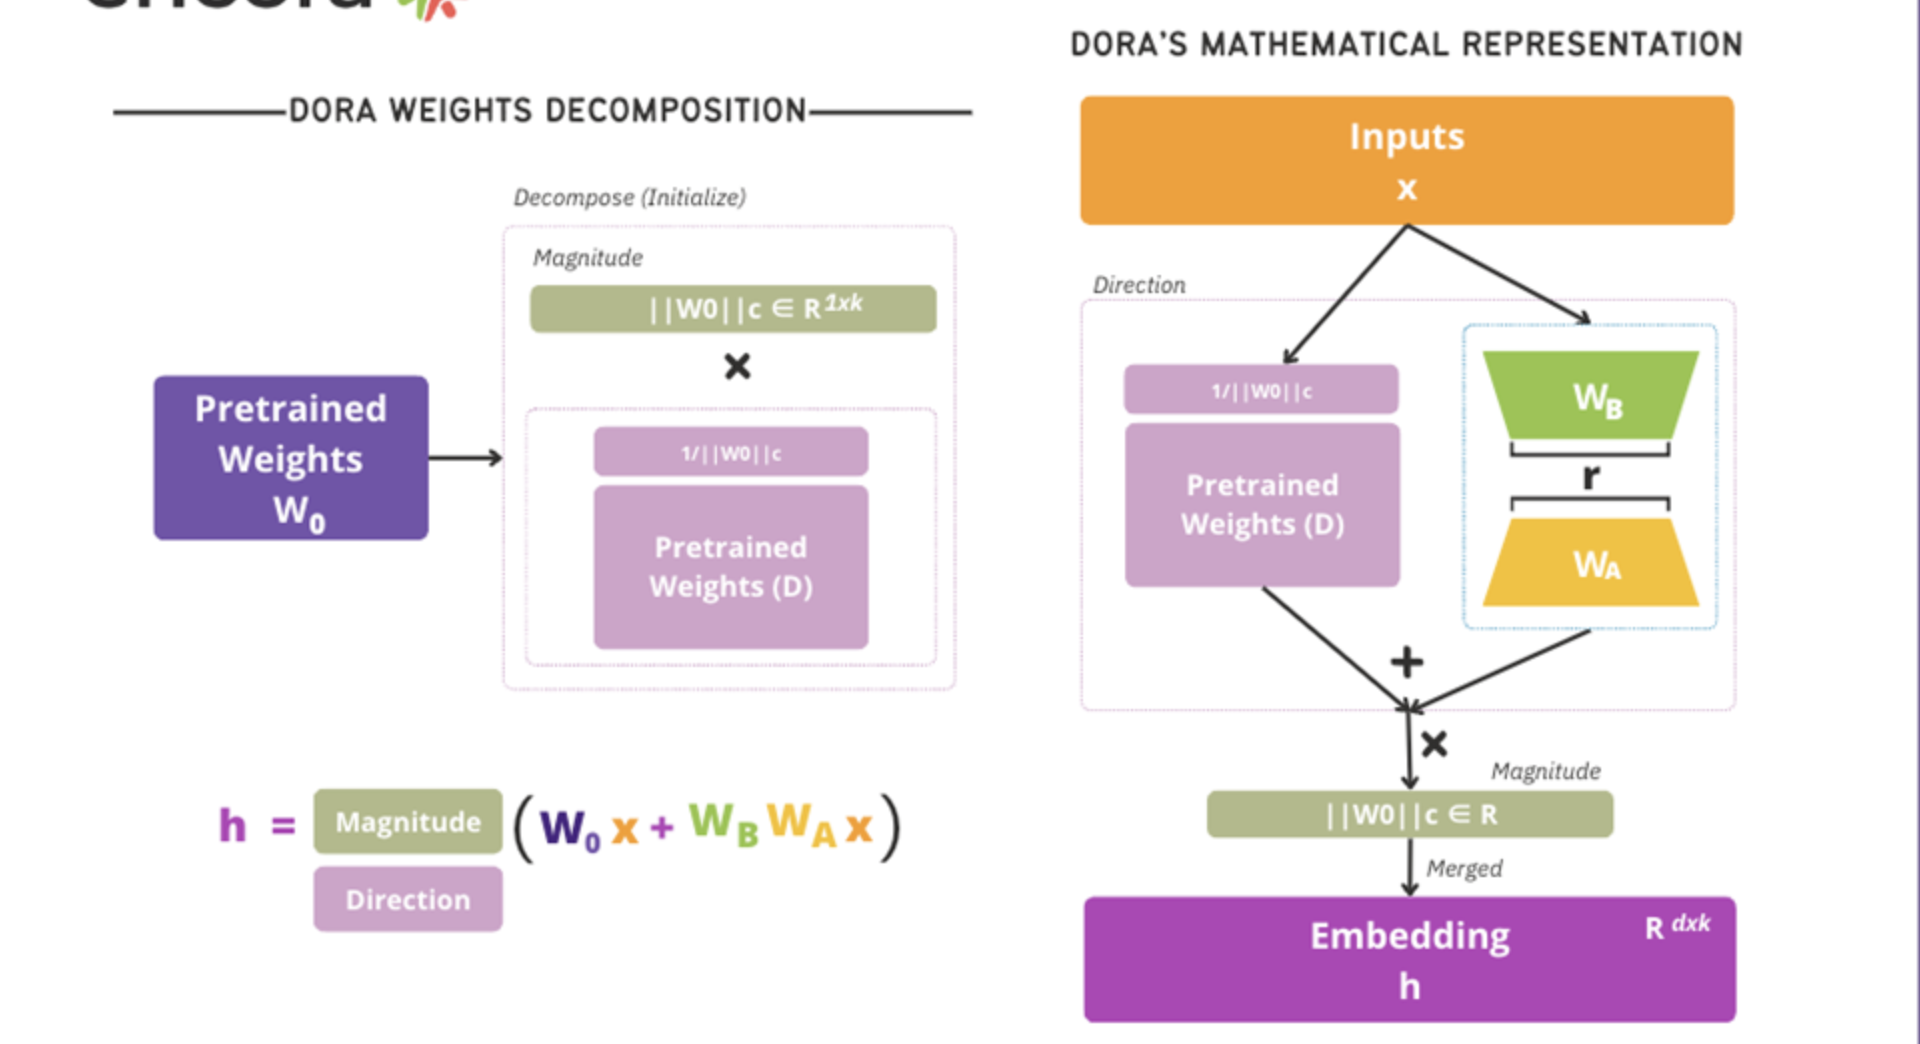 DORA WEIGHTS DECOMPOSITION
Decompose (Initialize)
Magnitude
||W0||c ∈ R 1xk
×
1/||W0||c
Pretrained
Weights (D)
Pretrained
Weights
W0
h = Magnitude (W0 x + WB WA x)
Direction
DORA'S MATHEMATICAL REPRESENTATION
Inputs
x
Direction
1/||W0||c
Pretrained
Weights (D)
WB
r
WA
+
×
Magnitude
||W0||c ∈ R
Merged
Embedding
R dxk
h